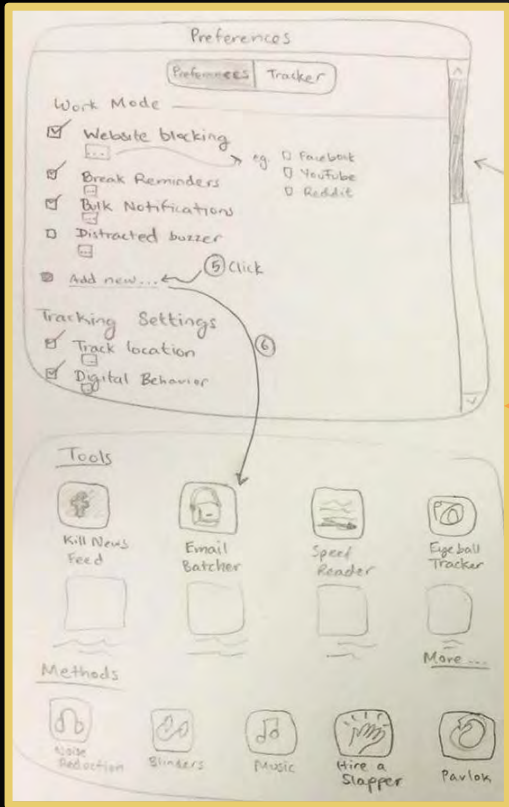 Preferences
Preferences Tracker
Work Mode
Website blocking
...
eg. Facebook
YouTube
Reddit
Break Reminders
...
Bulk Notifications
...
Distracted buzzer
...
Add new...
5 Click
Tracking Settings
6
Track location
Digital Behavior
Tools
Kill News
Feed
Email
Batcher
Speed
Reader
Eyeball
Tracker
More ...
Methods
Noise
Reduction
Blinders
Music
Hire a
Slapper
Pavlok